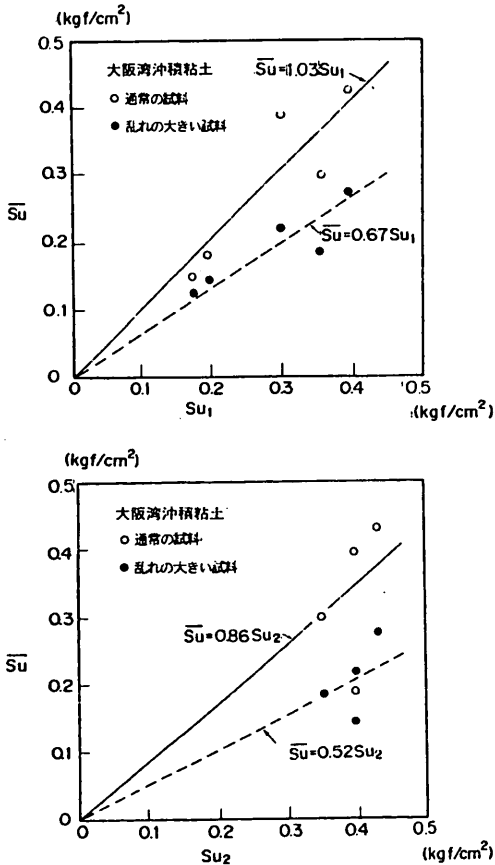 (kgf/cm²)
0.5
大阪湾沖積粘土
○ 通常の試料
● 乱れの大きい試料
S̅u̅=1.03Su₁
0.4
0.3
S̅u̅
S̅u̅=0.67Su₁
0.2
0.1
0
0 0.1 0.2 0.3 0.4 0.5
Su₁
(kgf/cm²)
(kgf/cm²)
0.5
大阪湾沖積粘土
○ 通常の試料
● 乱れの大きい試料
0.4
0.3
S̅u̅=0.86Su₂
S̅u̅
0.2
0.1
S̅u̅=0.52Su₂
0
0 0.1 0.2 0.3 0.4 0.5
Su₂
(kgf/cm²)